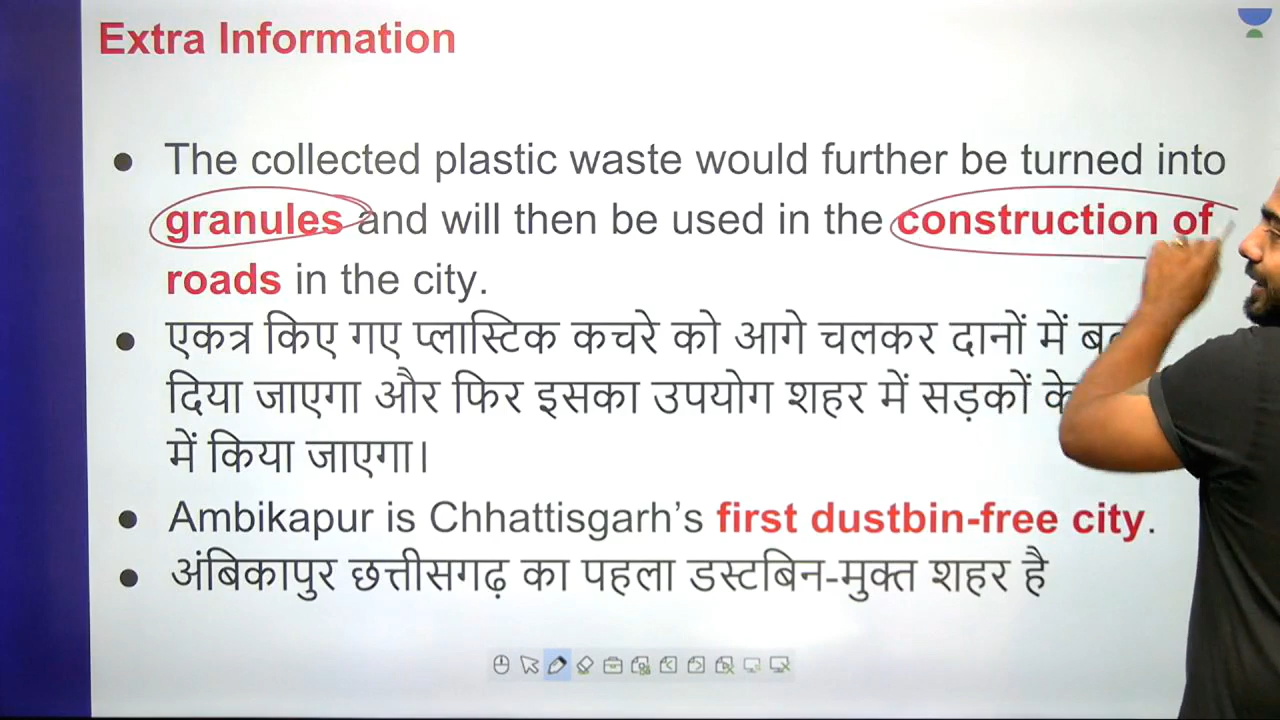 Extra Information
● The collected plastic waste would further be turned into
granules and will then be used in the construction of
roads in the city.
● एकत्र किए गए प्लास्टिक कचरे को आगे चलकर दानों में
दिया जाएगा और फिर इसका उपयोग शहर में सड़कों के
में किया जाएगा।
● Ambikapur is Chhattisgarh's first dustbin-free city.
● अंबिकापुर छत्तीसगढ़ का पहला डस्टबिन-मुक्त शहर है